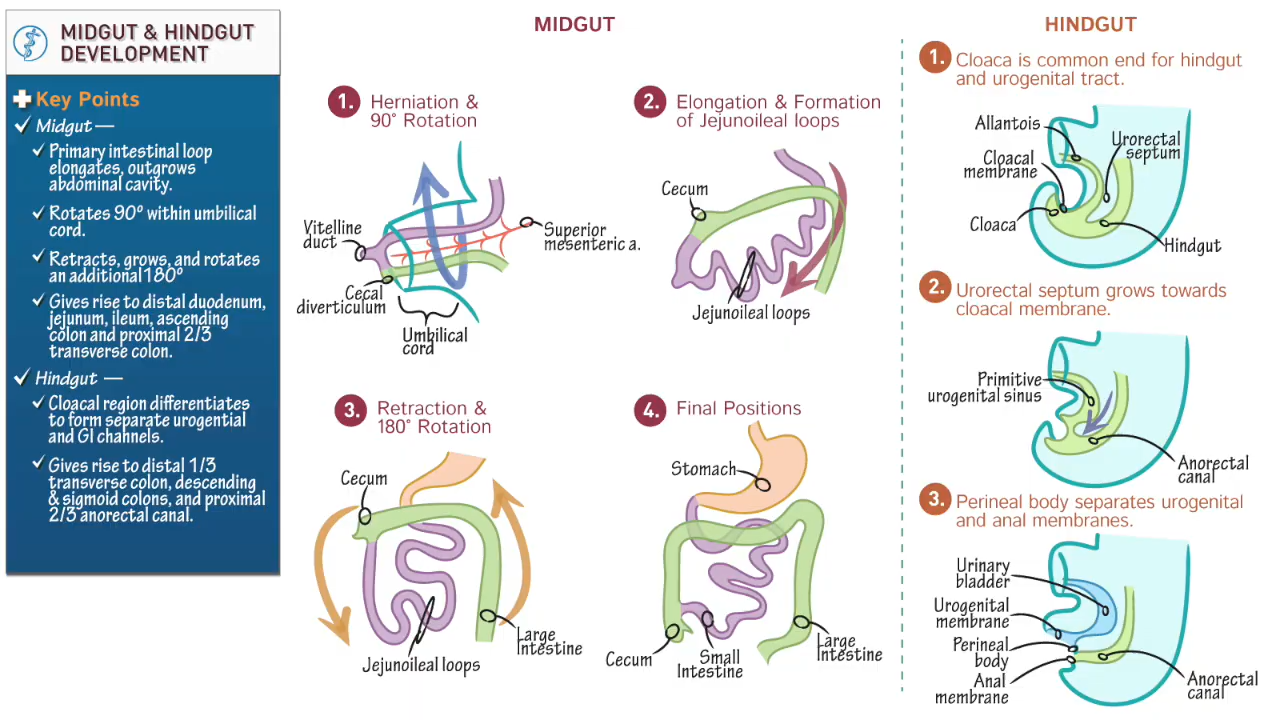 MIDGUT & HINDGUT
DEVELOPMENT
Key Points
Midgut —
Primary intestinal loop
elongates, outgrows
abdominal cavity.
Rotates 90° within umbilical
cord.
Retracts, grows, and rotates
an additional 180°
Gives rise to distal duodenum,
jejunum, ileum, ascending
colon and proximal 2/3
transverse colon.
Hindgut —
Cloacal region differentiates
to form separate urogential
and GI channels.
Gives rise to distal 1/3
transverse colon, descending
& sigmoid colons, and proximal
2/3 anorectal canal.
MIDGUT
1. Herniation &
90° Rotation
Vitelline
duct
Superior
mesenteric a.
Cecal
diverticulum
Umbilical
cord
2. Elongation & Formation
of Jejunoileal loops
Cecum
Jejunoileal loops
3. Retraction &
180° Rotation
Cecum
Large
Intestine
Jejunoileal loops
4. Final Positions
Stomach
Cecum
Small
Intestine
Large
Intestine
HINDGUT
1. Cloaca is common end for hindgut
and urogenital tract.
Allantois
Urorectal
septum
Cloacal
membrane
Cloaca
Hindgut
2. Urorectal septum grows towards
cloacal membrane.
Primitive
urogenital sinus
Anorectal
canal
3. Perineal body separates urogenital
and anal membranes.
Urinary
bladder
Urogenital
membrane
Perineal
body
Anal
membrane
Anorectal
canal